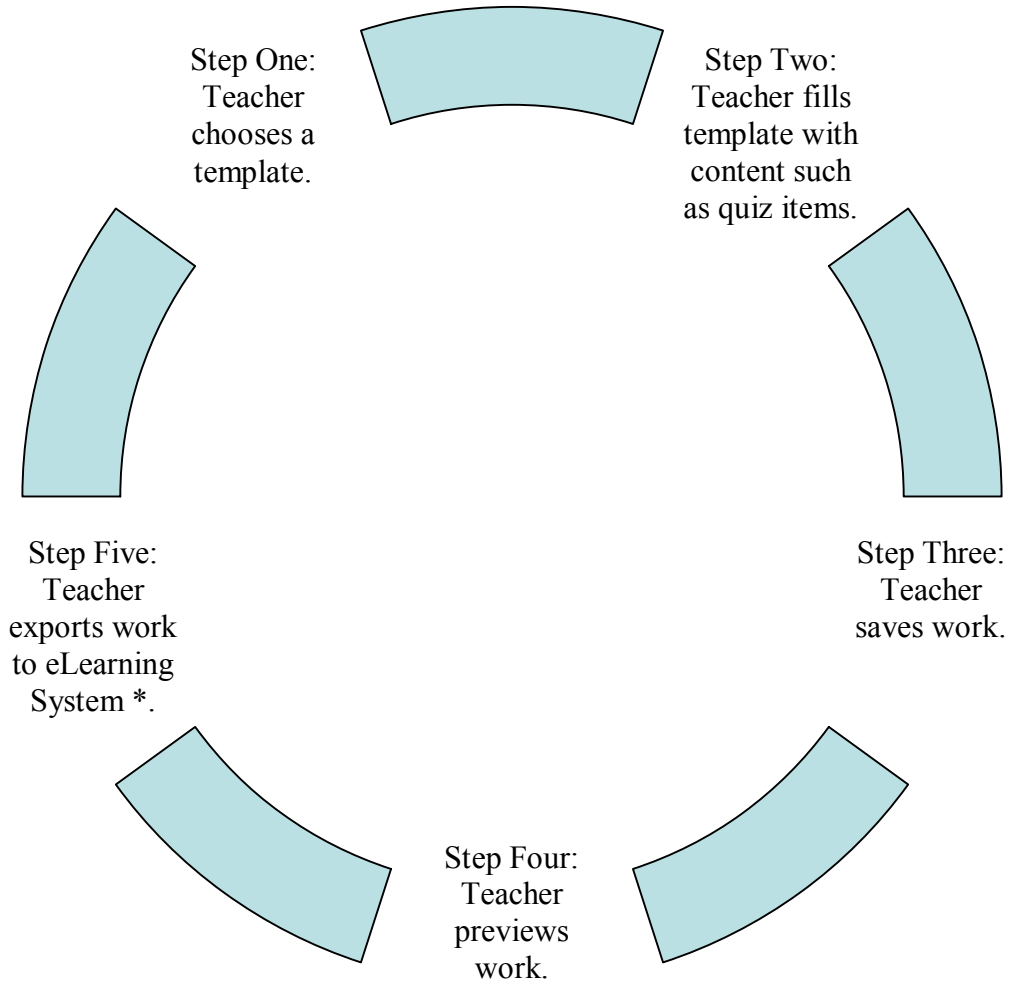 Step One:
Teacher
chooses a
template.
Step Two:
Teacher fills
template with
content such
as quiz items.
Step Three:
Teacher
saves work.
Step Four:
Teacher
previews
work.
Step Five:
Teacher
exports work
to eLearning
System *.